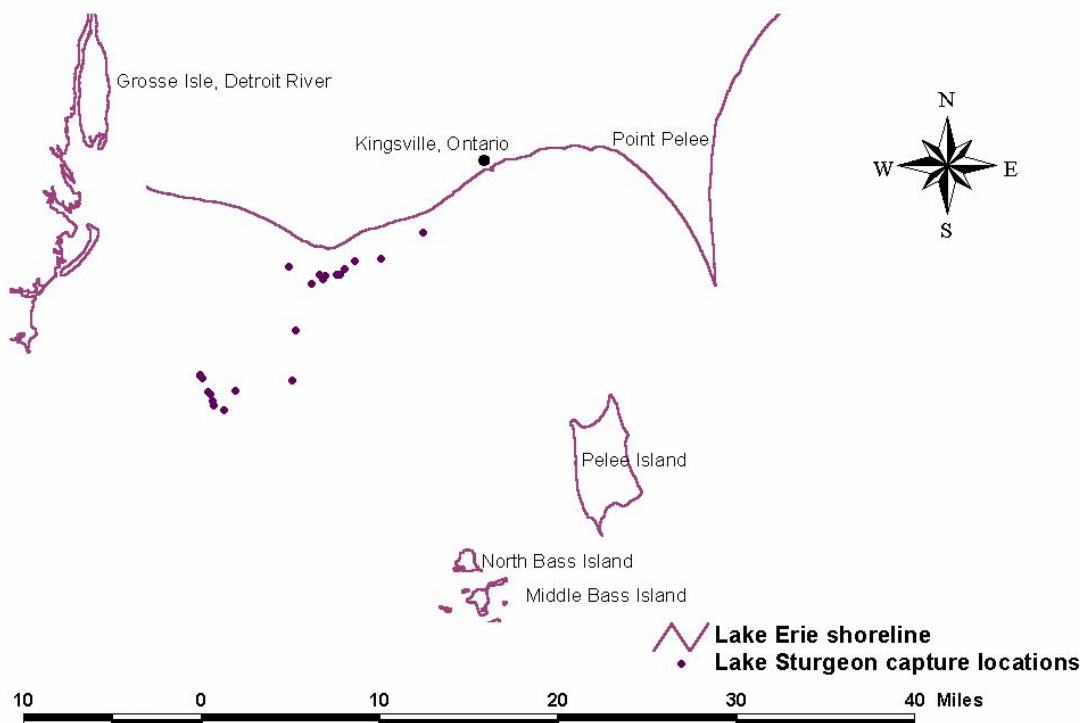 Grosse Isle, Detroit River
Kingsville, Ontario
Point Pelee
N
W
E
S
Pelee Island
North Bass Island
Middle Bass Island
Lake Erie shoreline
Lake Sturgeon capture locations
10 0 10 20 30 40 Miles